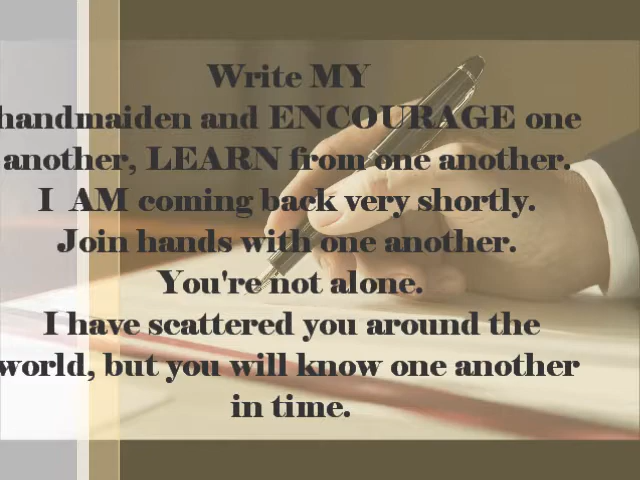 Write MY
handmaiden and ENCOURAGE one
another, LEARN from one another.
I AM coming back very shortly.
Join hands with one another.
You're not alone.
I have scattered you around the
world, but you will know one another
in time.